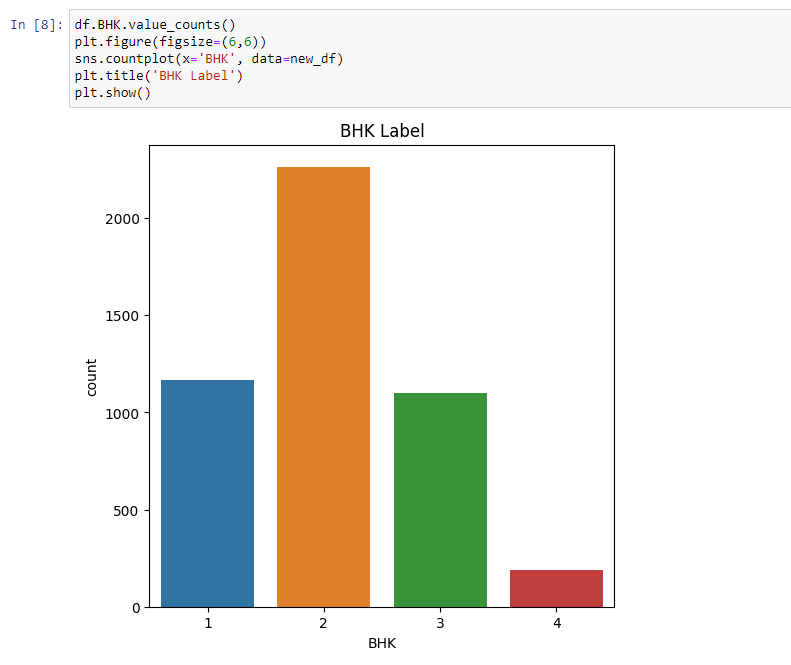 In [8]: df.BHK.value_counts()
plt.figure(figsize=(6,6))
sns.countplot(x='BHK', data=new_df)
plt.title('BHK Label')
plt.show()
BHK Label
2000
1500
1000
500
0
count
1 2 3 4
BHK